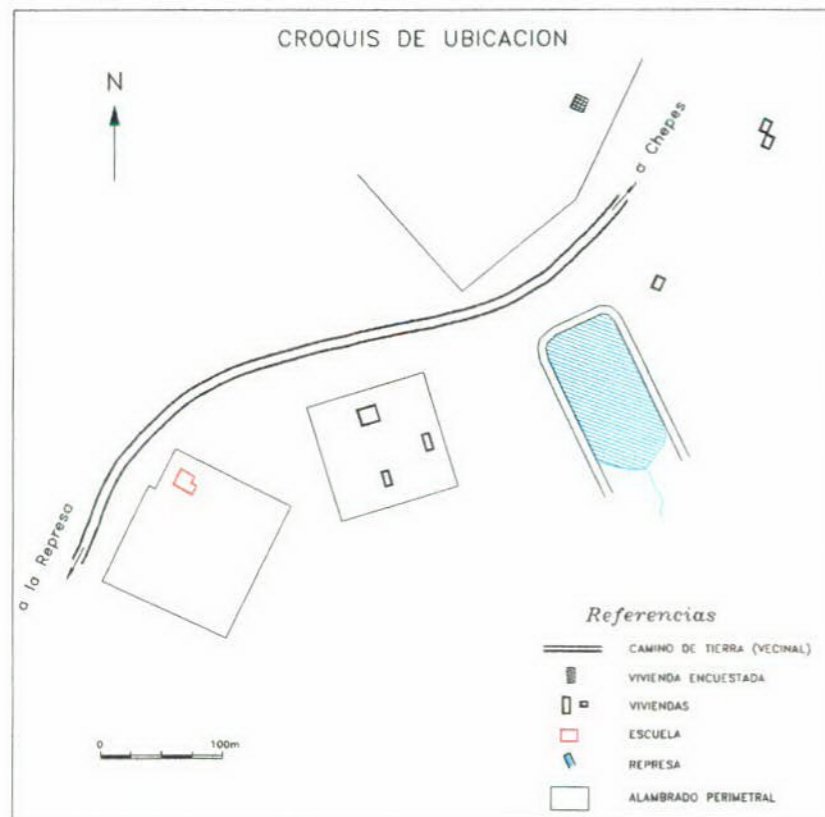 CROQUIS DE UBICACION
N
a Chepes
a la Represa
Referencias
CAMINO DE TIERRA (VECINAL)
VIVIENDA ENCUESTADA
VIVIENDAS
ESCUELA
REPRESA
ALAMBRADO PERIMETRAL
0 100m